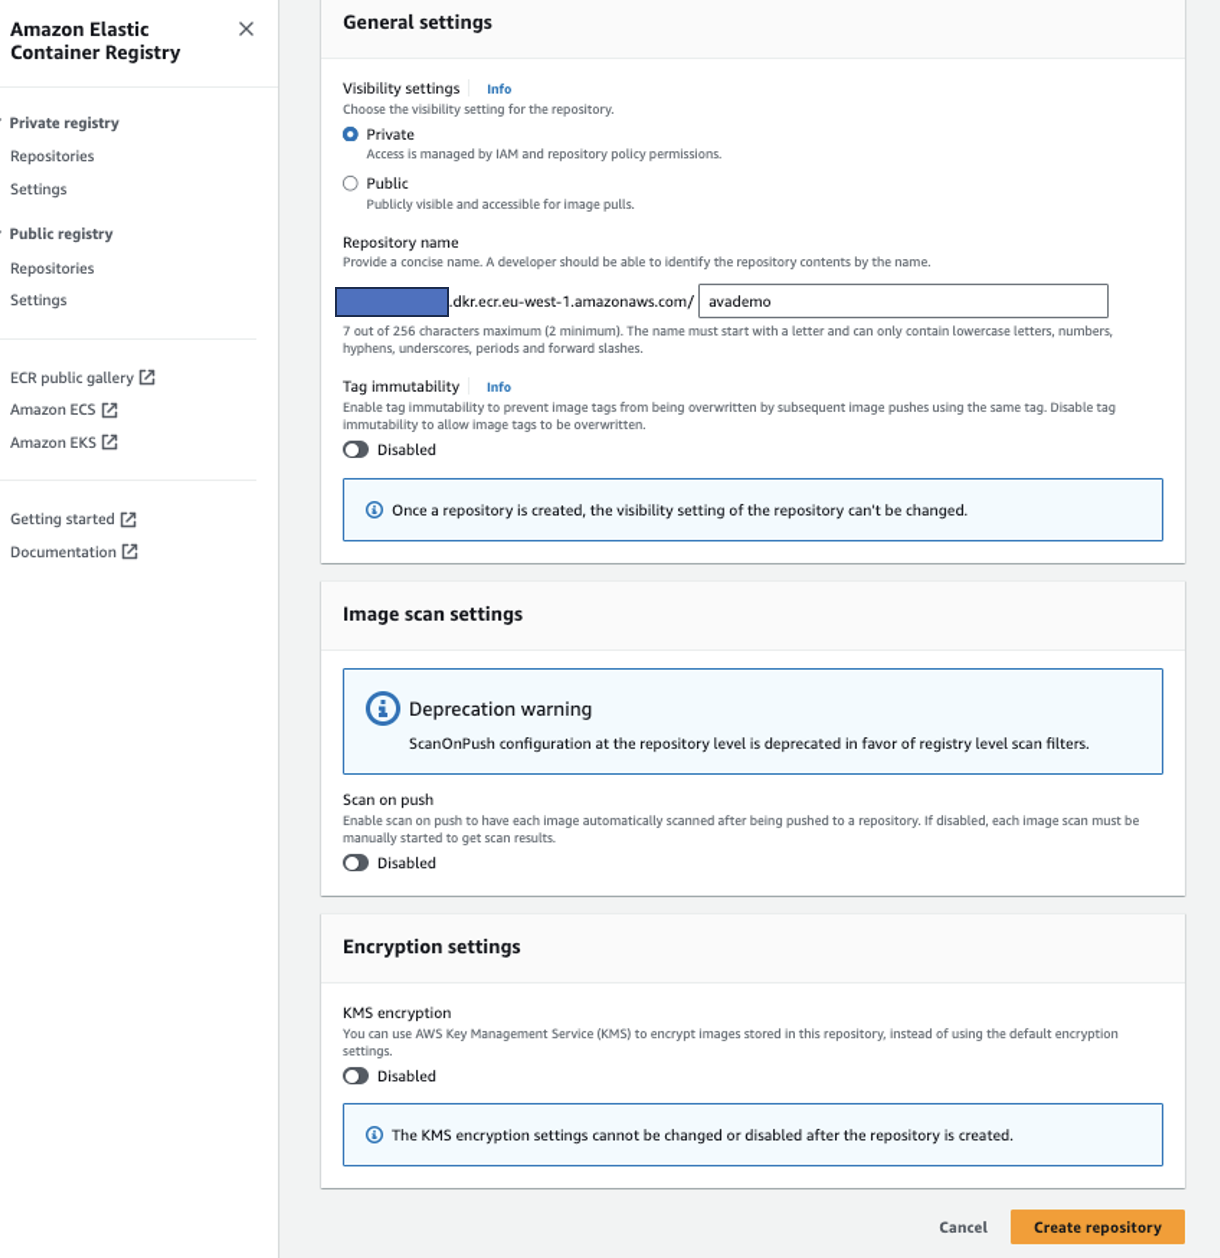 Amazon Elastic
Container Registry
Private registry
Repositories
Settings
Public registry
Repositories
Settings
ECR public gallery
Amazon ECS
Amazon EKS
Getting started
Documentation
General settings
Visibility settings Info
Choose the visibility setting for the repository.
Private
Access is managed by IAM and repository policy permissions.
Public
Publicly visible and accessible for image pulls.
Repository name
Provide a concise name. A developer should be able to identify the repository contents by the name.
.dkr.ecr.eu-west-1.amazonaws.com/ avademo
7 out of 256 characters maximum (2 minimum). The name must start with a letter and can only contain lowercase letters, numbers,
hyphens, underscores, periods and forward slashes.
Tag immutability Info
Enable tag immutability to prevent image tags from being overwritten by subsequent image pushes using the same tag. Disable tag
immutability to allow image tags to be overwritten.
Disabled
Once a repository is created, the visibility setting of the repository can't be changed.
Image scan settings
Deprecation warning
ScanOnPush configuration at the repository level is deprecated in favor of registry level scan filters.
Scan on push
Enable scan on push to have each image automatically scanned after being pushed to a repository. If disabled, each image scan must be
manually started to get scan results.
Disabled
Encryption settings
KMS encryption
You can use AWS Key Management Service (KMS) to encrypt images stored in this repository, instead of using the default encryption
settings.
Disabled
The KMS encryption settings cannot be changed or disabled after the repository is created.
Cancel Create repository